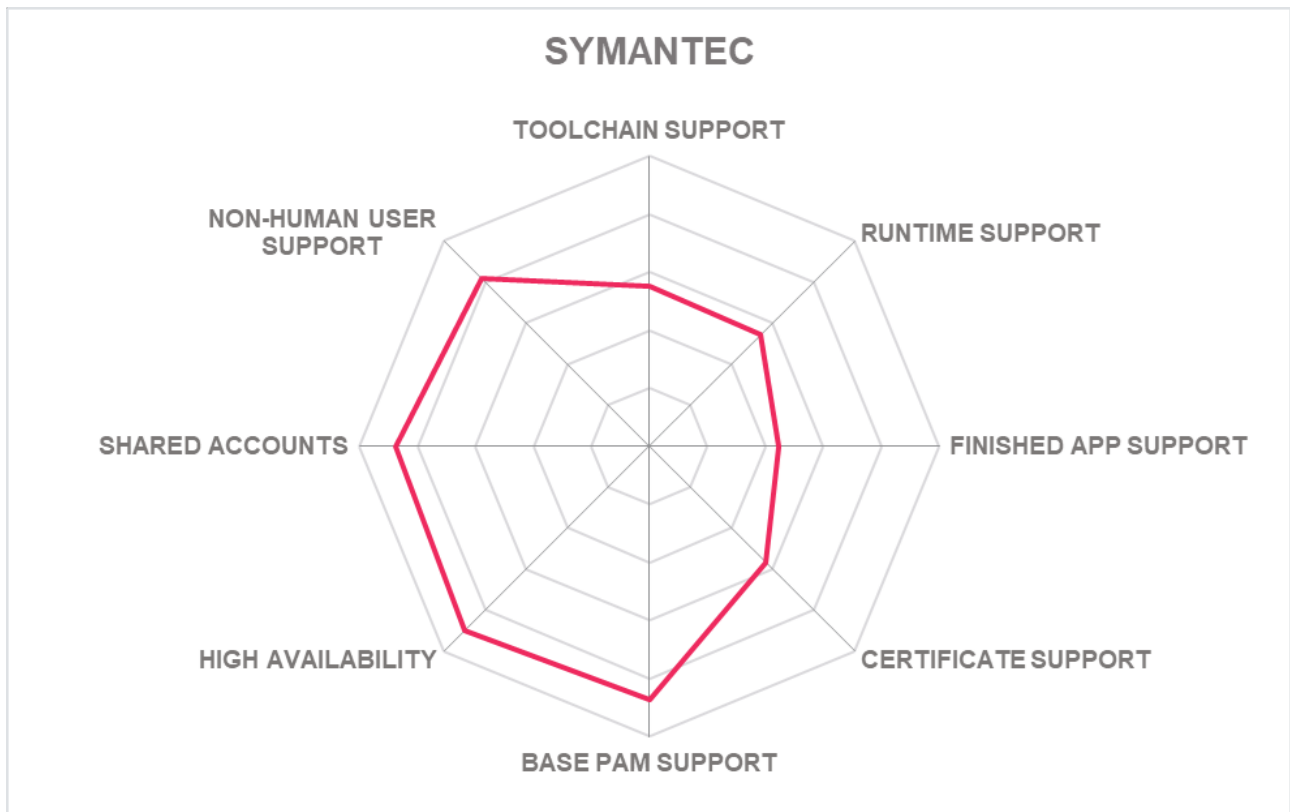 SYMANTEC
TOOLCHAIN SUPPORT
NON-HUMAN USER
SUPPORT
RUNTIME SUPPORT
SHARED ACCOUNTS
FINISHED APP SUPPORT
HIGH AVAILABILITY
CERTIFICATE SUPPORT
BASE PAM SUPPORT